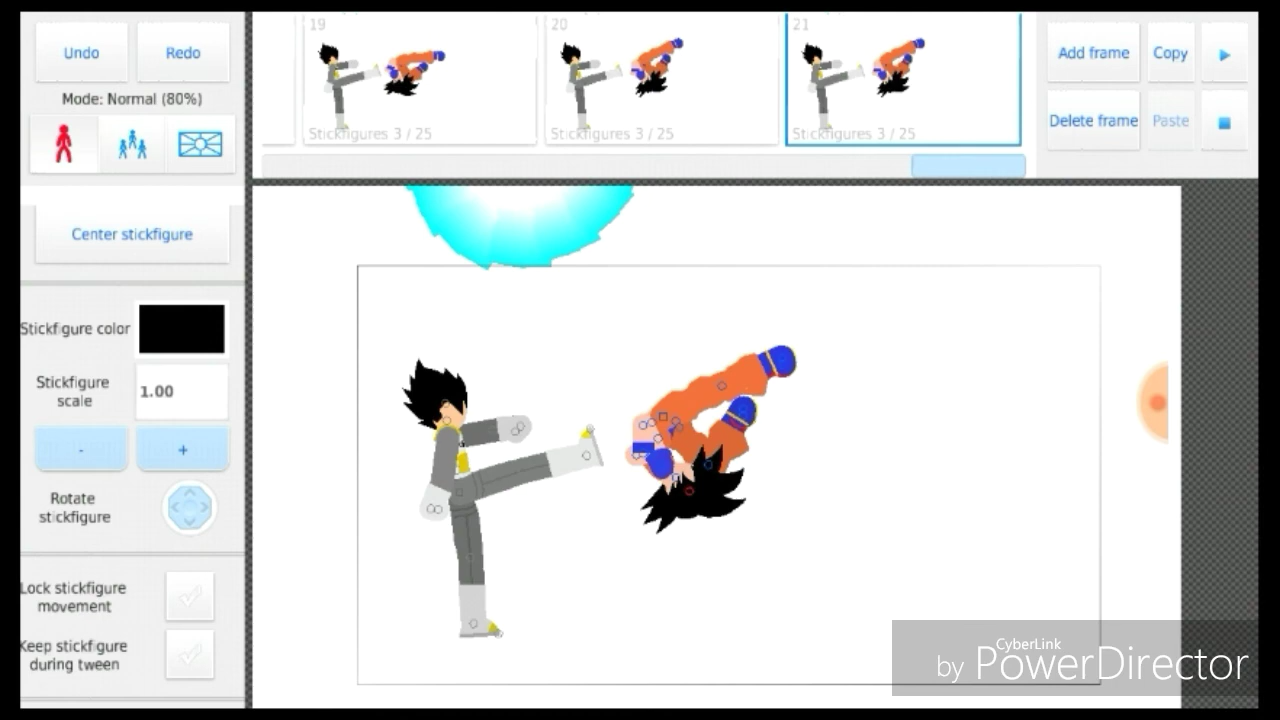 Undo
Redo
Mode: Normal (80%)
19
20
21
Stickfigures 3 / 25
Stickfigures 3 / 25
Stickfigures 3 / 25
Add frame
Copy
Delete frame
Paste
Center stickfigure
Stickfigure color
Stickfigure
scale
1.00
-
+
Rotate
stickfigure
Lock stickfigure
movement
Keep stickfigure
during tween
CyberLink
by PowerDirector